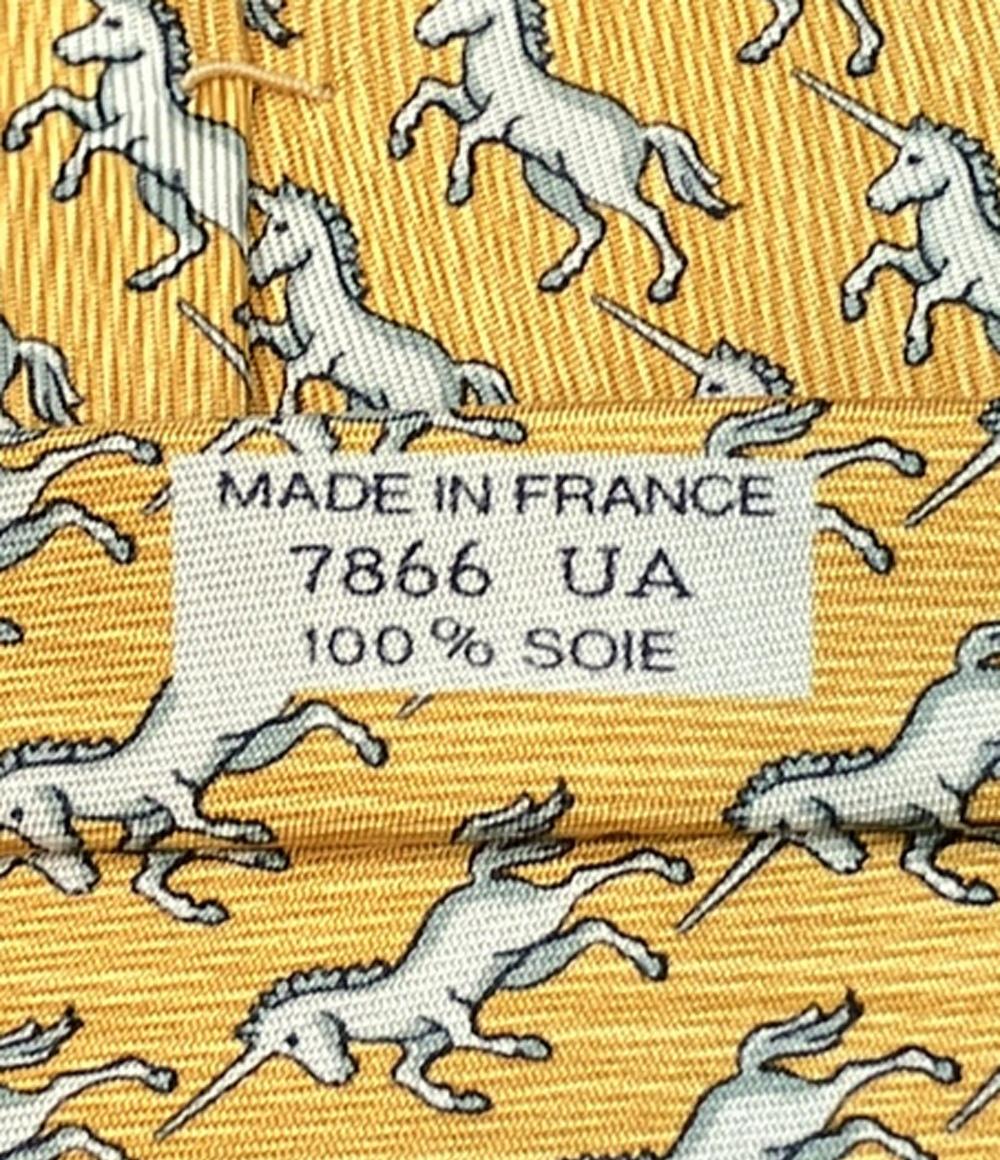 MADE IN FRANCE
7866 UA
100% SOIE